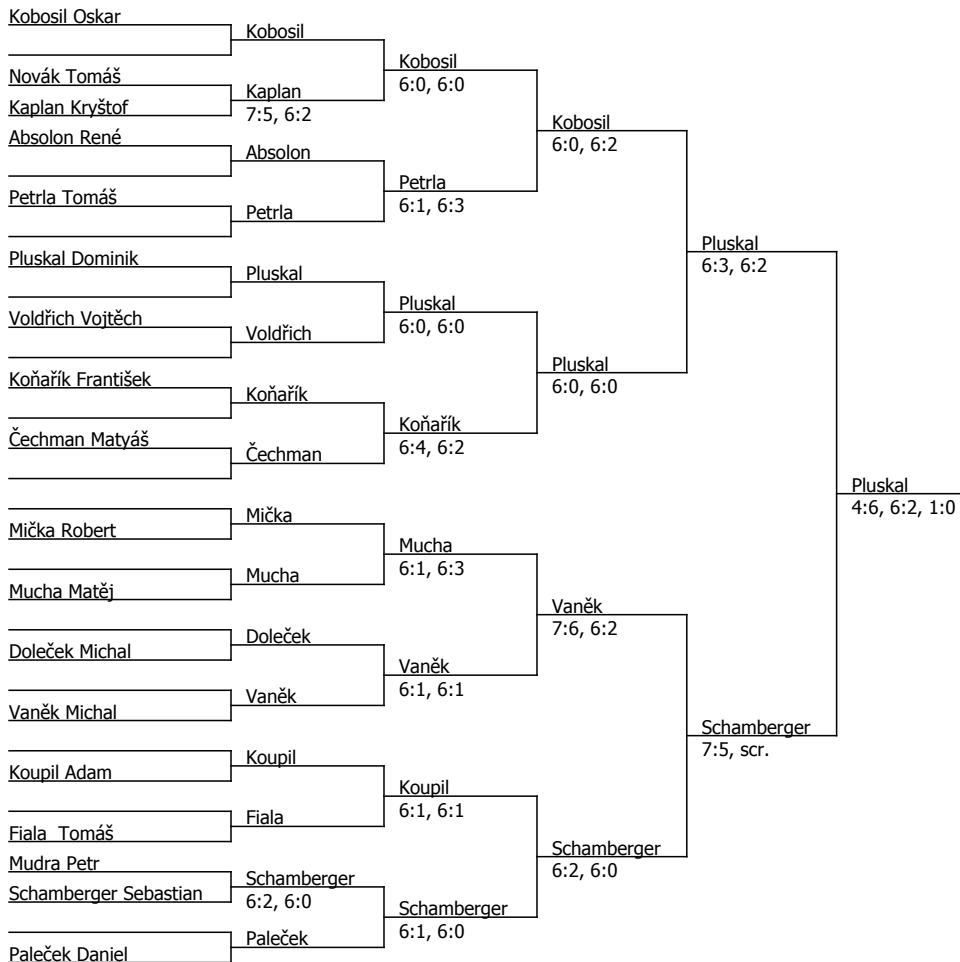 Kobosil Oskar
Kobosil
Kobosil
6:0, 6:0
Novák Tomáš
Kaplan Kryštof
Kaplan
7:5, 6:2
Kobosil
6:0, 6:2
Absolon René
Absolon
Petrla
6:1, 6:3
Petrla Tomáš
Petrla
Pluskal
6:3, 6:2
Pluskal Dominik
Pluskal
Pluskal
6:0, 6:0
Voldřich Vojtěch
Voldřich
Pluskal
6:0, 6:0
Koňařík František
Koňařík
Koňařík
6:4, 6:2
Čechman Matyáš
Čechman
Pluskal
4:6, 6:2, 1:0
Mička
Mička Robert
Mucha
6:1, 6:3
Mucha
Mucha Matěj
Vaněk
7:6, 6:2
Doleček
Doleček Michal
Vaněk
6:1, 6:1
Vaněk
Vaněk Michal
Schamberger
7:5, scr.
Koupil
Koupil Adam
Koupil
6:1, 6:1
Fiala
Fiala  Tomáš
Schamberger
6:2, 6:0
Mudra Petr
Schamberger Sebastian
Schamberger
6:2, 6:0
Schamberger
6:1, 6:0
Paleček
Paleček Daniel